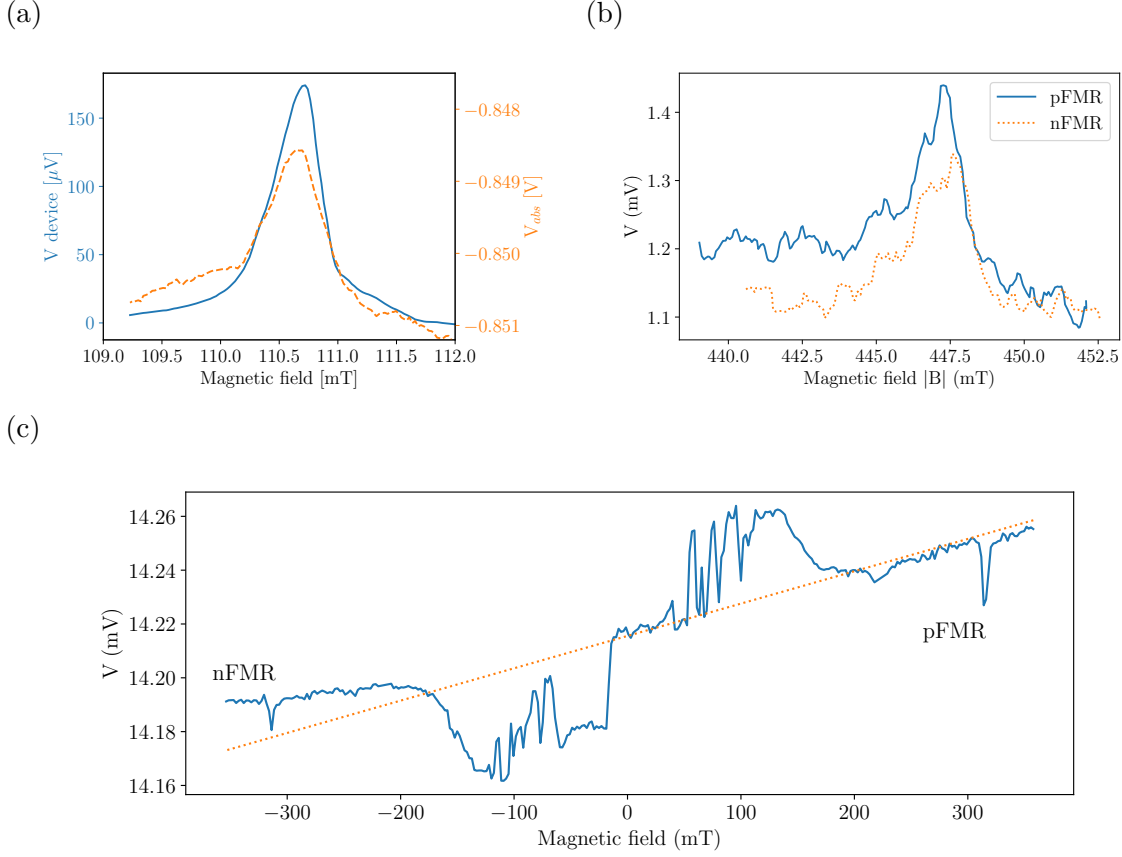 (a)
(b)
V device [µV]
150
100
50
0
−0.848
−0.849
−0.850
−0.851
V_abs [V]
109.0 109.5 110.0 110.5 111.0 111.5 112.0
Magnetic field [mT]
V (mV)
1.4
1.3
1.2
1.1
pFMR
nFMR
440.0 442.5 445.0 447.5 450.0 452.5
Magnetic field |B| (mT)
(c)
V (mV)
14.26
14.24
14.22
14.20
14.18
14.16
nFMR
pFMR
−300 −200 −100 0 100 200 300
Magnetic field (mT)